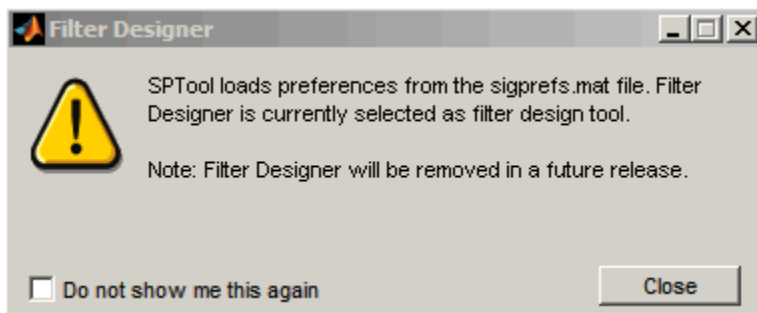 Filter Designer
SPTool loads preferences from the sigprefs.mat file. Filter
Designer is currently selected as filter design tool.
Note: Filter Designer will be removed in a future release.
Do not show me this again
Close